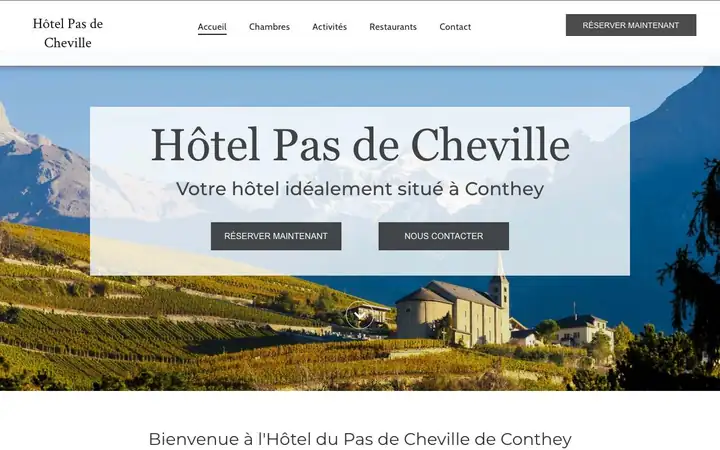 Hôtel Pas de
Cheville
Accueil
Chambres
Activités
Restaurants
Contact
RÉSERVER MAINTENANT
Hôtel Pas de Cheville
Votre hôtel idéalement situé à Conthey
RÉSERVER MAINTENANT
NOUS CONTACTER
Bienvenue à l'Hôtel du Pas de Cheville de Conthey